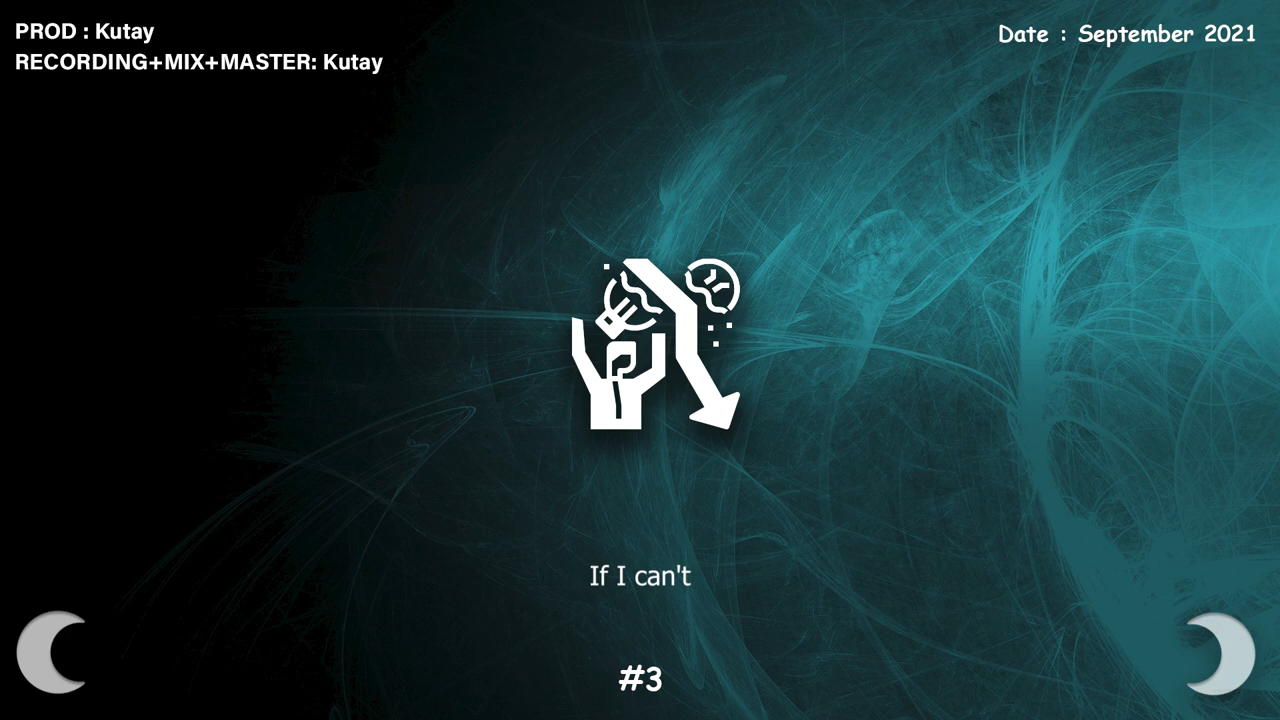 PROD : Kutay
RECORDING+MIX+MASTER: Kutay
Date : September 2021
If I can't
#3